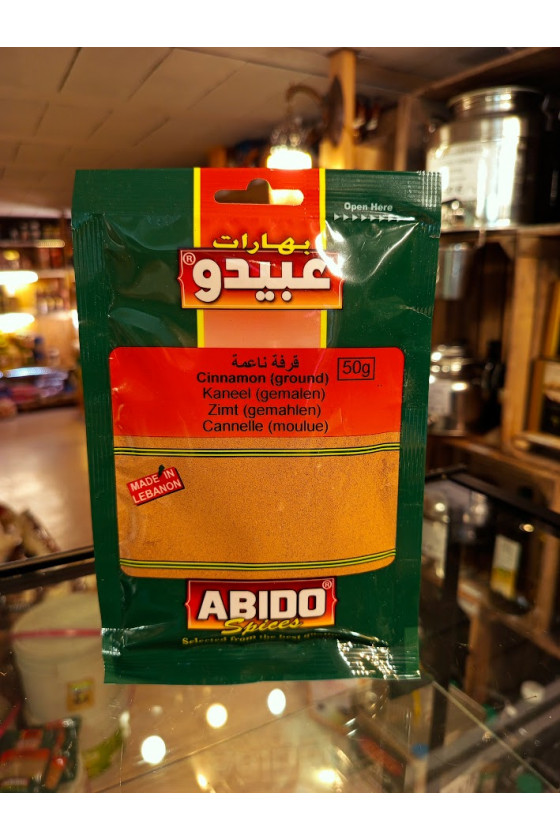 Open Here
بهارات
عبيدو®
قرفة ناعمة
Cinnamon (ground)
50g
Kaneel (gemalen)
Zimt (gemahlen)
Cannelle (moulue)
MADE IN
LEBANON
ABIDO®
Spices
Selected from the best